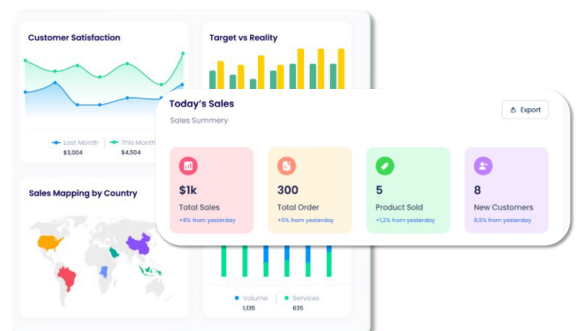 Customer Satisfaction
Last Month
This Month
$3,004
$4,504
Target vs Reality
Today's Sales
Sales Summery
Export
$1k
Total Sales
+8% from yesterday
300
Total Order
+5% from yesterday
5
Product Sold
+1,2% from yesterday
8
New Customers
0,5% from yesterday
Sales Mapping by Country
Volume
Services
1,135
635